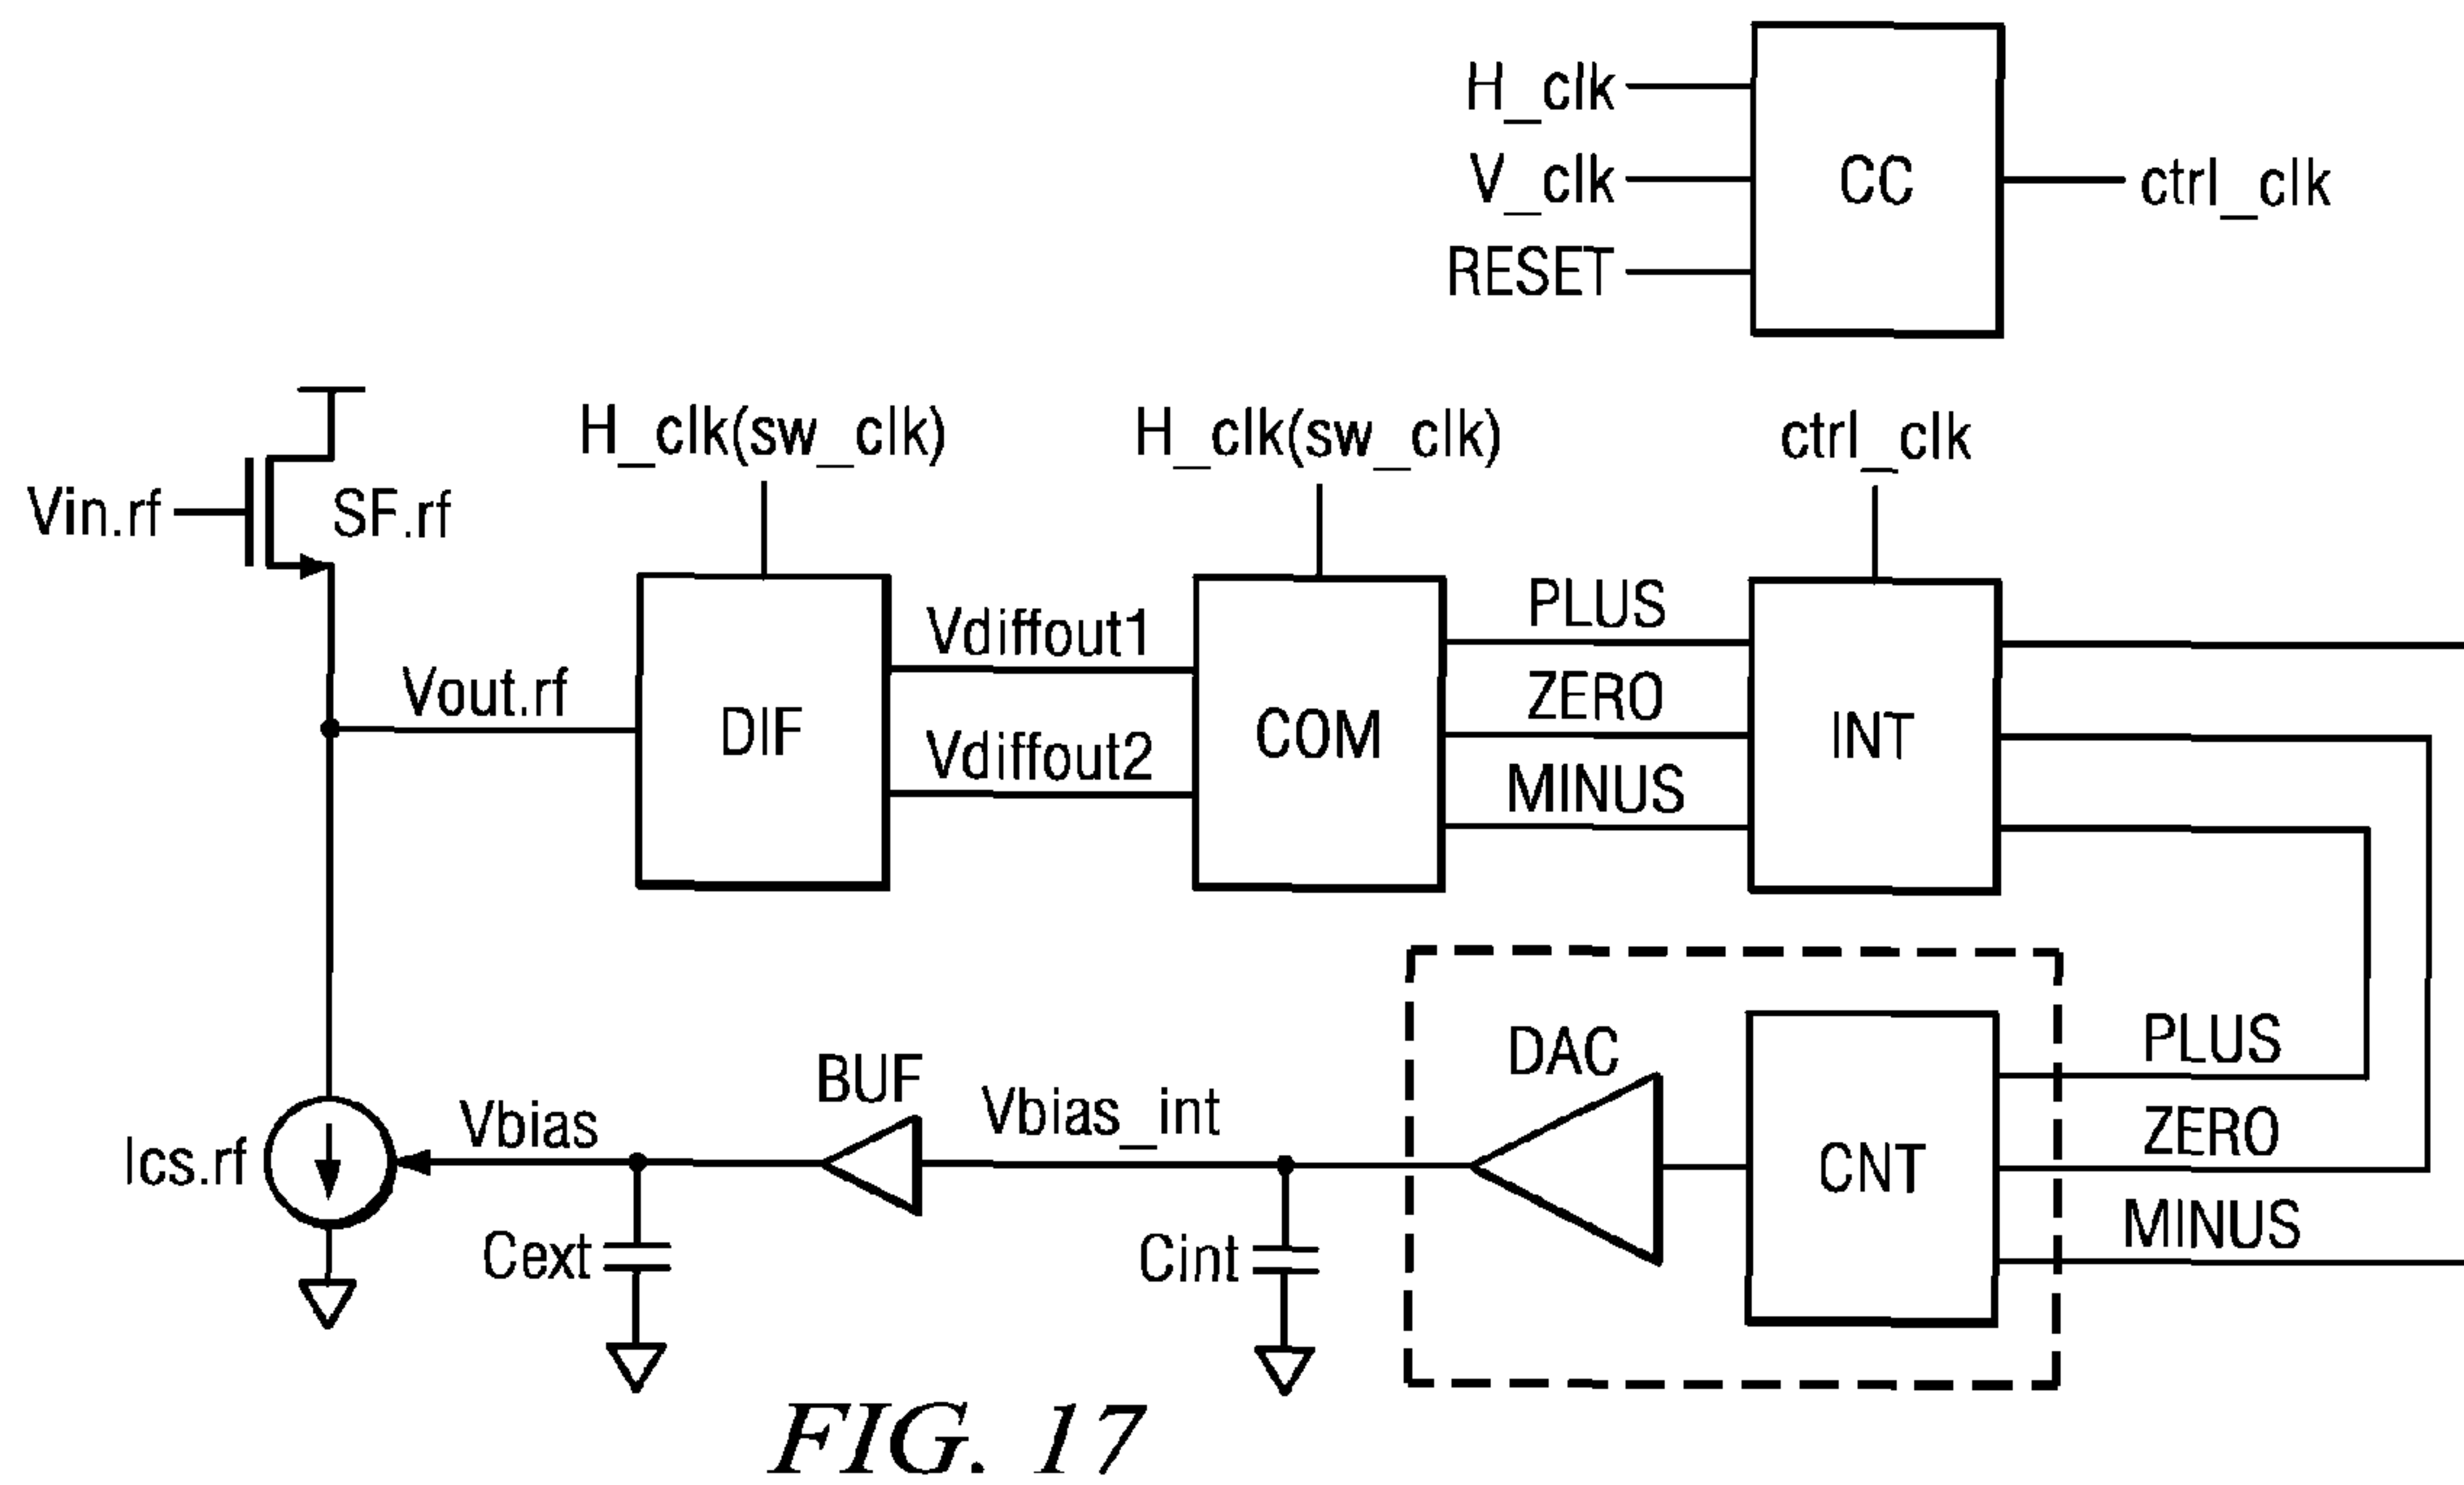 H_clk
V_clk
RESET
CC
ctrl_clk
H_clk(sw_clk)
H_clk(sw_clk)
ctrl_clk
Vin.rf
SF.rf
Vout.rf
DIF
Vdiffout1
Vdiffout2
COM
PLUS
ZERO
MINUS
INT
Ics.rf
Vbias
BUF
Vbias_int
DAC
CNT
PLUS
ZERO
MINUS
Cext
Cint
FIG. 17